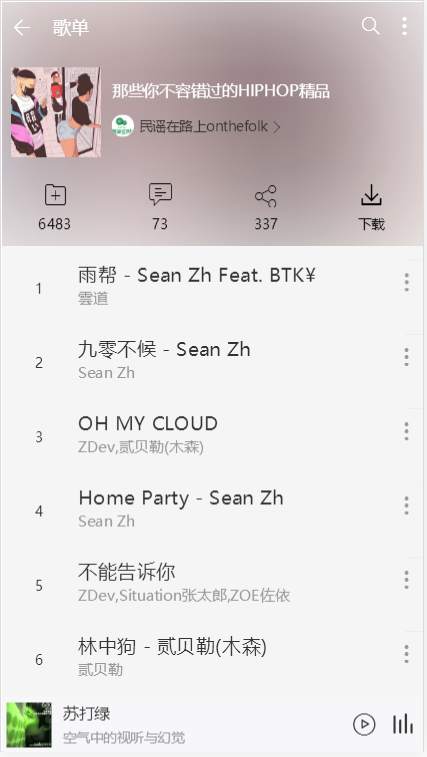 歌单
那些你不容错过的HIPHOP精品
民谣在路上onthefolk
6483
73
337
下载
1
雨帮 - Sean Zh Feat. BTK¥
雲道
2
九零不候 - Sean Zh
Sean Zh
3
OH MY CLOUD
ZDev,贰贝勒(木森)
4
Home Party - Sean Zh
Sean Zh
5
不能告诉你
ZDev,Situation张太郎,ZOE佐依
6
林中狗 - 贰贝勒(木森)
贰贝勒
苏打绿
空气中的视听与幻觉